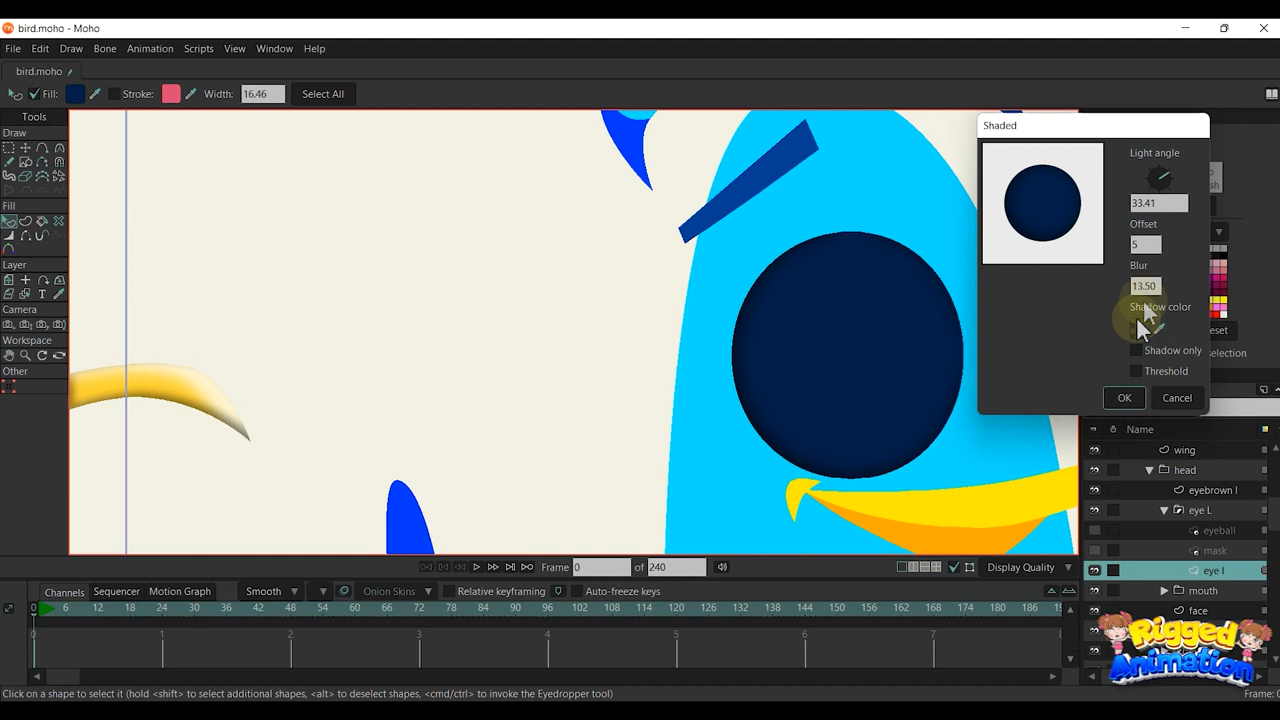 bird.moho - Moho
File Edit Draw Bone Animation Scripts View Window Help
bird.moho
Fill: Stroke: Width: 16.46 Select All
Tools
Draw
Fill
Layer
Camera
Workspace
Other
Shaded
Light angle
33.41
Offset
5
Blur
13.50
Shadow color
Shadow only
Threshold
OK Cancel
Name
wing
head
eyebrown l
eye L
eyeball
mask
eye l
mouth
face
Frame 0 of 240 Display Quality
Channels Sequencer Motion Graph Smooth Onion Skins Relative keyframing Auto-freeze keys
0 6 12 18 24 30 36 42 48 54 60 66 72 78 84 90 96 102 108 114 120 126 132 138 144 150 156 162 168 174 180 186
0 1 2 3 4 5 6 7
Rigged
Animation
Click on a shape to select it (hold <shift> to select additional shapes, <alt> to deselect shapes, <cmd/ctrl> to invoke the Eyedropper tool) Frame: 0